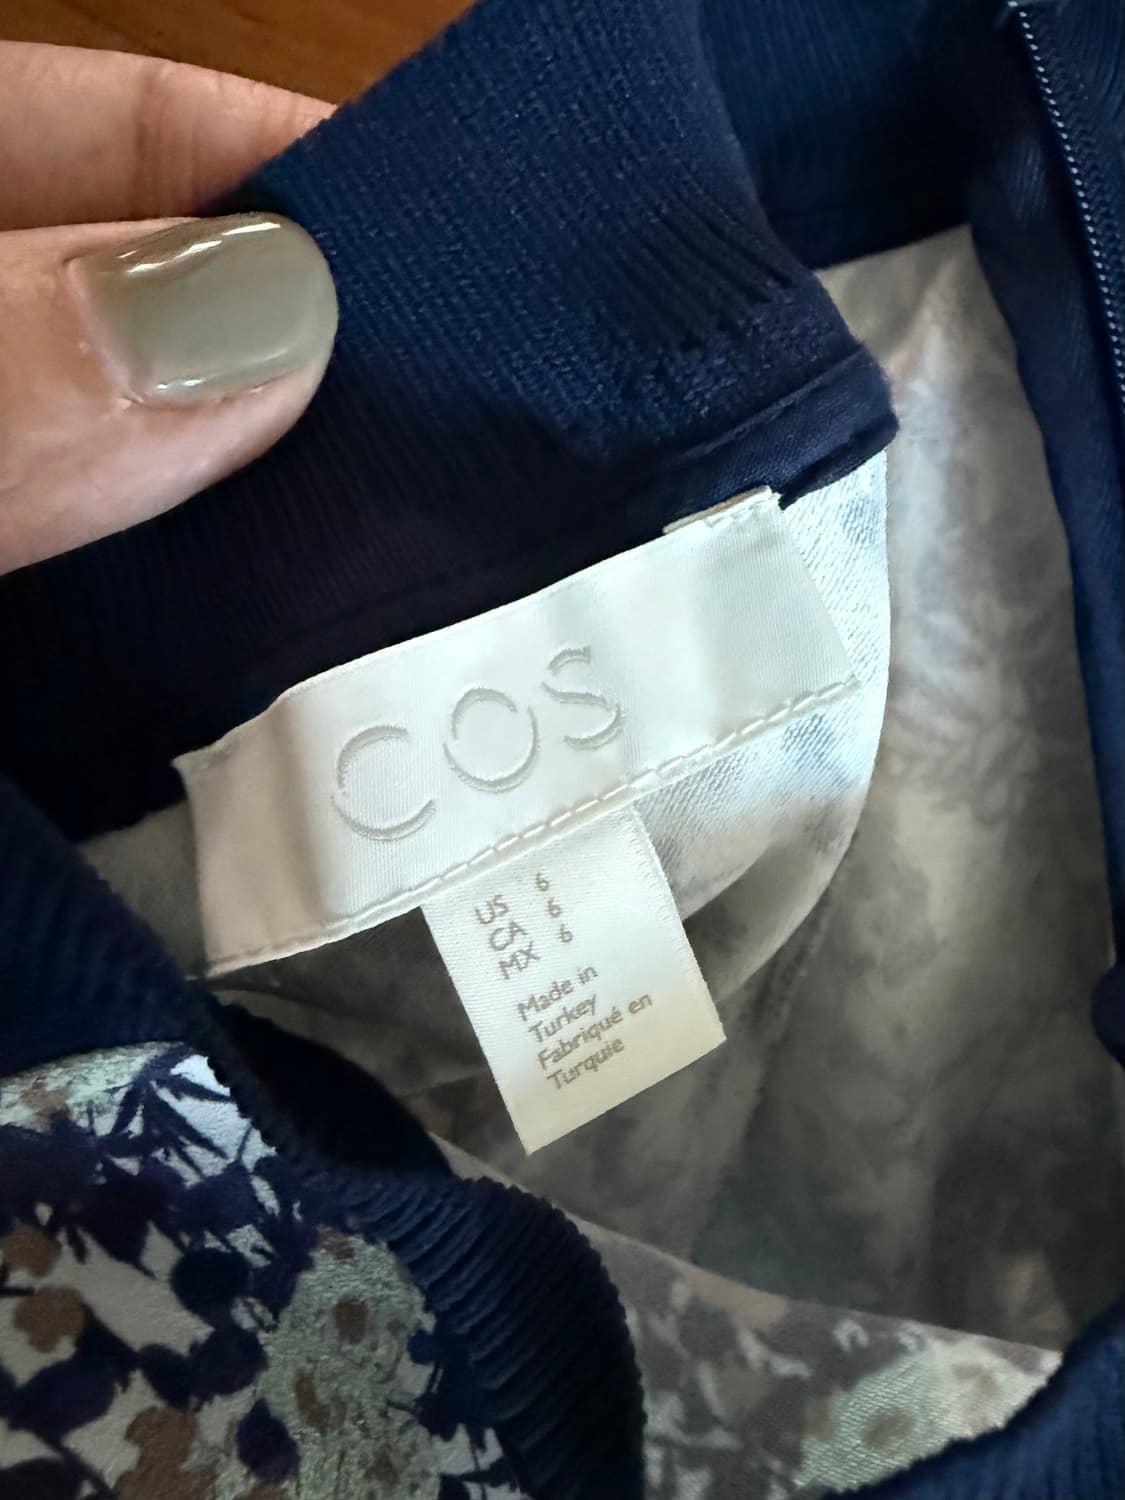 COS
US 6
CA 6
MX 6
Made in
Turkey
Fabriqué en
Turquie